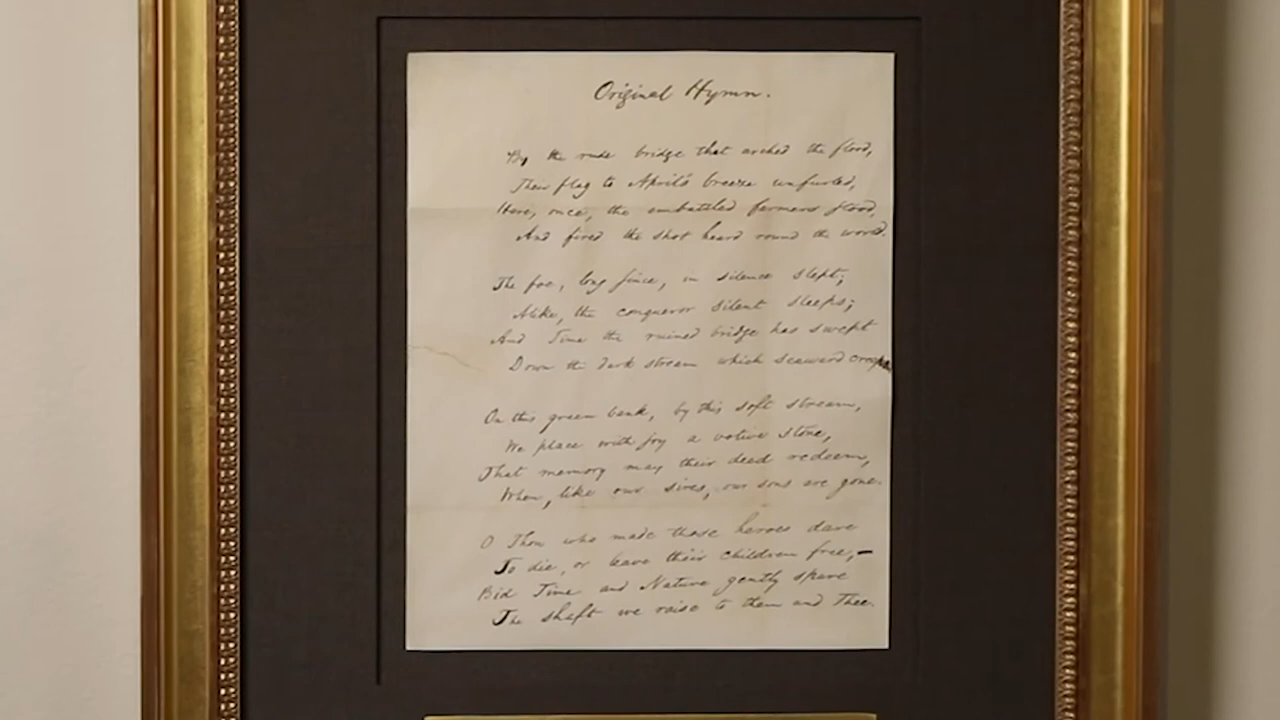 Original Hymn.
By the rude bridge that arched the flood,
Their flag to April's breeze unfurled,
Here, once, the embattled farmers stood,
And fired the shot heard round the world.
The foe, long since, in silence slept;
Alike, the conqueror silent sleeps;
And Time the ruined bridge has swept
Down the dark stream which seaward creeps
On this green bank, by this soft stream,
We place with joy a votive stone,
That memory may their deed redeem,
When, like our sires, our sons are gone.
O Thou who made those heroes dare
To die, or leave their children free,—
Bid Time and Nature gently spare
The shaft we raise to them and Thee.